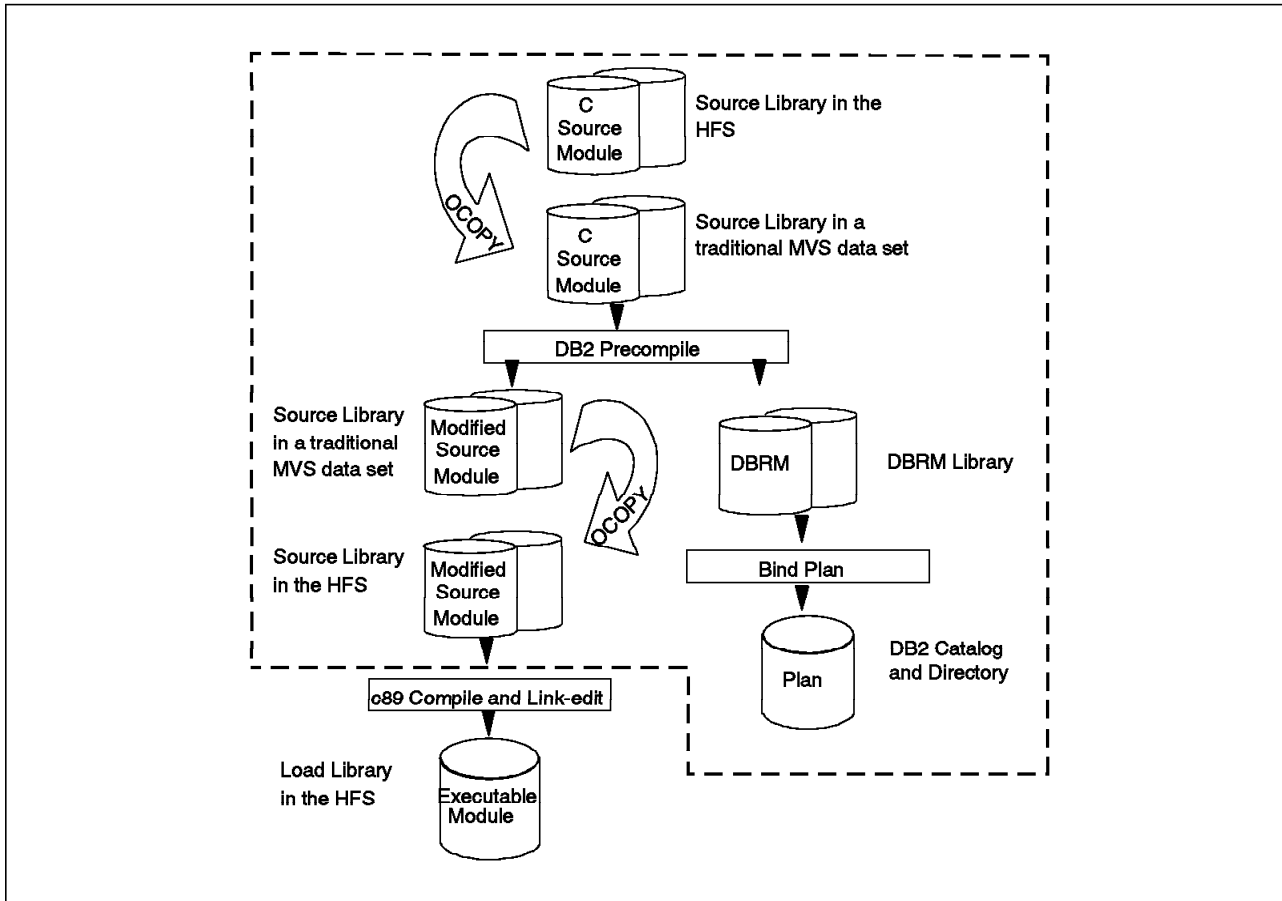 C
Source
Module
Source Library in the
HFS
OCOPY
C
Source
Module
Source Library in a
traditional MVS data set
DB2 Precompile
Source Library
in a traditional
MVS data set
Modified
Source
Module
OCOPY
DBRM
DBRM Library
Source Library
in the HFS
Modified
Source
Module
Bind Plan
Plan
DB2 Catalog
and Directory
c89 Compile and Link-edit
Load Library
in the HFS
Executable
Module